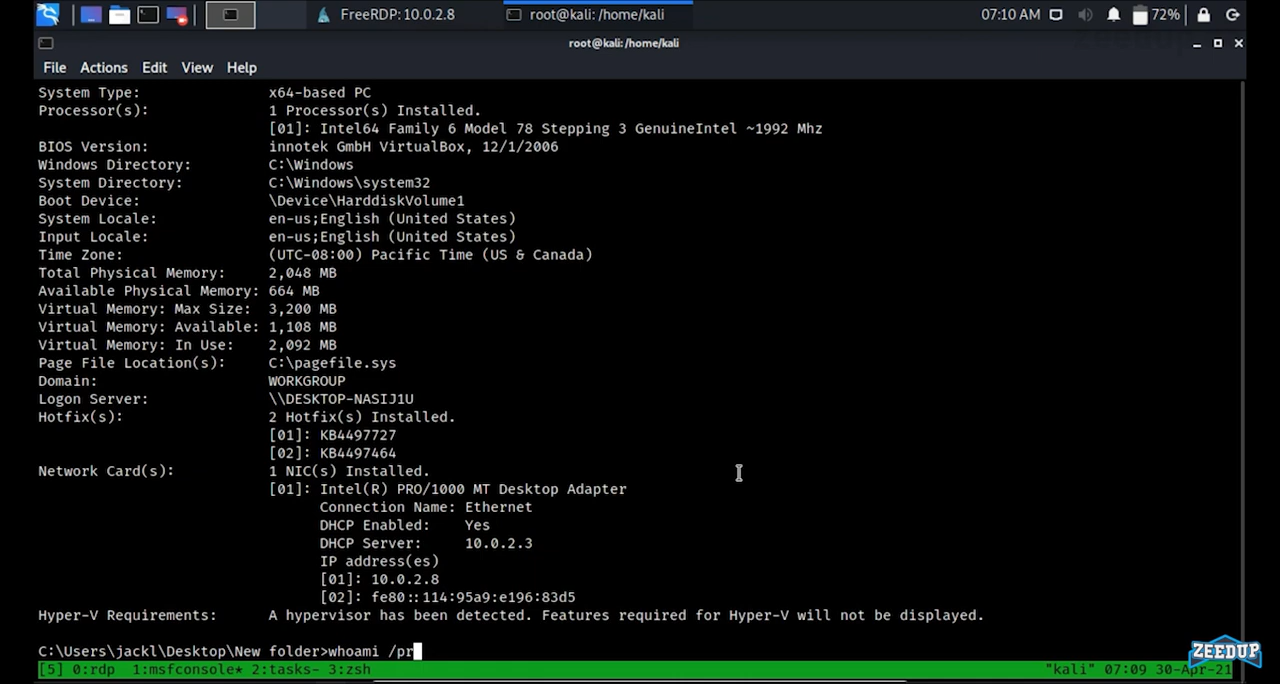 FreeRDP: 10.0.2.8
root@kali: /home/kali
07:10 AM
72%
root@kali: /home/kali
File Actions Edit View Help
System Type: x64-based PC
Processor(s): 1 Processor(s) Installed.
[01]: Intel64 Family 6 Model 78 Stepping 3 GenuineIntel ~1992 Mhz
BIOS Version: innotek GmbH VirtualBox, 12/1/2006
Windows Directory: C:\Windows
System Directory: C:\Windows\system32
Boot Device: \Device\HarddiskVolume1
System Locale: en-us;English (United States)
Input Locale: en-us;English (United States)
Time Zone: (UTC-08:00) Pacific Time (US & Canada)
Total Physical Memory: 2,048 MB
Available Physical Memory: 664 MB
Virtual Memory: Max Size: 3,200 MB
Virtual Memory: Available: 1,108 MB
Virtual Memory: In Use: 2,092 MB
Page File Location(s): C:\pagefile.sys
Domain: WORKGROUP
Logon Server: \\DESKTOP-NASIJ1U
Hotfix(s): 2 Hotfix(s) Installed.
[01]: KB4497727
[02]: KB4497464
Network Card(s): 1 NIC(s) Installed.
[01]: Intel(R) PRO/1000 MT Desktop Adapter
Connection Name: Ethernet
DHCP Enabled: Yes
DHCP Server: 10.0.2.3
IP address(es)
[01]: 10.0.2.8
[02]: fe80::114:95a9:e196:83d5
Hyper-V Requirements: A hypervisor has been detected. Features required for Hyper-V will not be displayed.
C:\Users\jackl\Desktop\New folder>whoami /pr
[5] 0:rdp 1:msfconsole* 2:tasks- 3:zsh "kali" 07:09 30-Apr-21
ZEEDUP